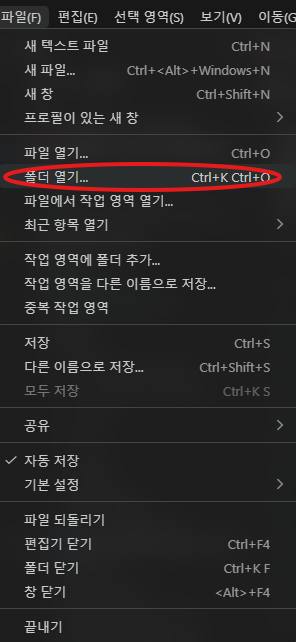 파일(F) 편집(E) 선택 영역(S) 보기(V) 이동(G
새 텍스트 파일 Ctrl+N
새 파일... Ctrl+<Alt>+Windows+N
새 창 Ctrl+Shift+N
프로필이 있는 새 창
파일 열기... Ctrl+O
폴더 열기... Ctrl+K Ctrl+O
파일에서 작업 영역 열기...
최근 항목 열기
작업 영역에 폴더 추가...
작업 영역을 다른 이름으로 저장...
중복 작업 영역
저장 Ctrl+S
다른 이름으로 저장... Ctrl+Shift+S
모두 저장 Ctrl+K S
공유
자동 저장
기본 설정
파일 되돌리기
편집기 닫기 Ctrl+F4
폴더 닫기 Ctrl+K F
창 닫기 <Alt>+F4
끝내기